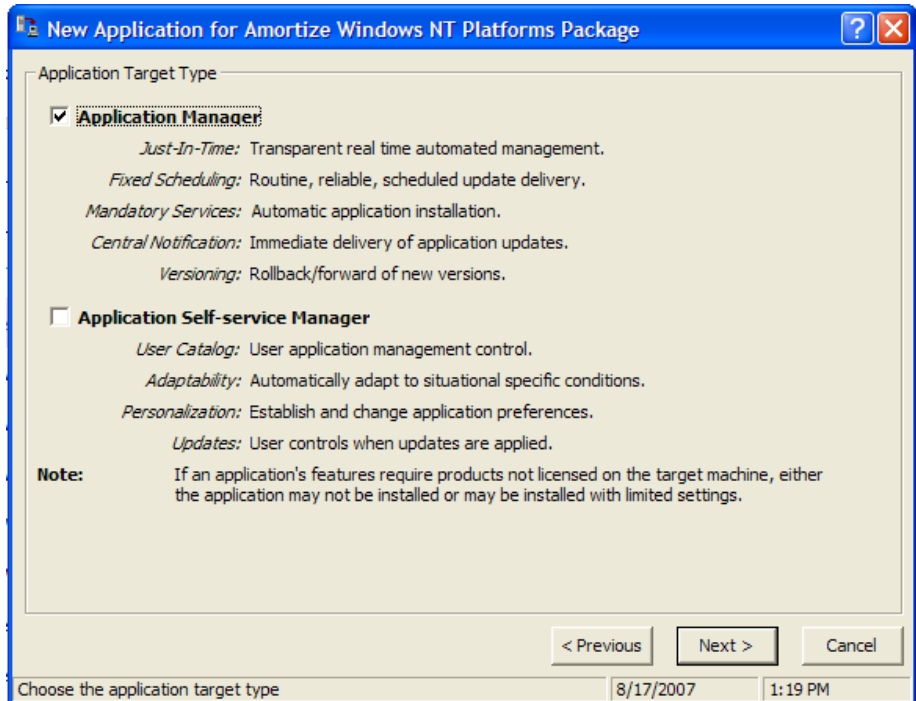 New Application for Amortize Windows NT Platforms Package
Application Target Type
Application Manager
Just-In-Time: Transparent real time automated management.
Fixed Scheduling: Routine, reliable, scheduled update delivery.
Mandatory Services: Automatic application installation.
Central Notification: Immediate delivery of application updates.
Versioning: Rollback/forward of new versions.
Application Self-service Manager
User Catalog: User application management control.
Adaptability: Automatically adapt to situational specific conditions.
Personalization: Establish and change application preferences.
Updates: User controls when updates are applied.
Note: If an application's features require products not licensed on the target machine, either
the application may not be installed or may be installed with limited settings.
< Previous Next > Cancel
Choose the application target type 8/17/2007 1:19 PM